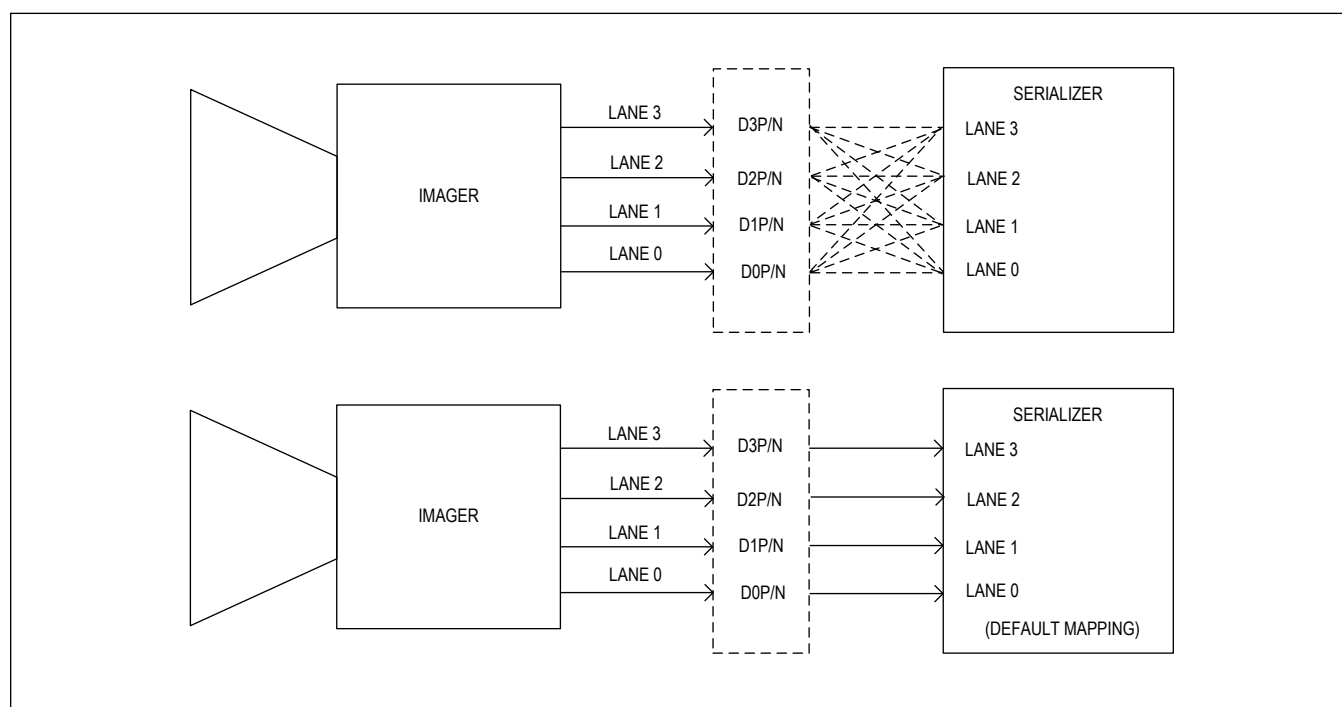 SERIALIZER
LANE 3
D3P/N
LANE 3
LANE 2
D2P/N
LANE 2
IMAGER
LANE 1
D1P/N
LANE 1
LANE 0
D0P/N
LANE 0
SERIALIZER
LANE 3
D3P/N
LANE 3
LANE 2
D2P/N
LANE 2
IMAGER
LANE 1
D1P/N
LANE 1
LANE 0
D0P/N
LANE 0
(DEFAULT MAPPING)